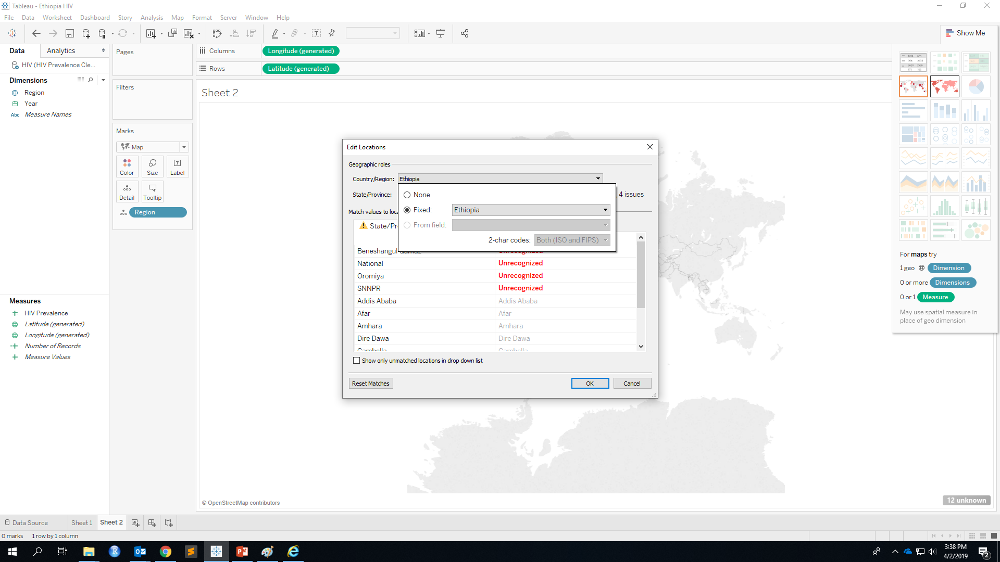 Tableau - Ethiopia HIV
File Data Worksheet Dashboard Story Analysis Map Format Server Window Help
Show Me
Data Analytics
Pages
Columns Longitude (generated)
HIV (HIV Prevalence Cle...
Rows Latitude (generated)
Dimensions
Filters
Sheet 2
Region
Year
Abc Measure Names
Marks
Map
Color Size Label
Detail Tooltip
Region
Edit Locations
Geographic roles
Country/Region: Ethiopia
State/Province:
4 issues
None
Fixed: Ethiopia
Match values to loca
From field:
State/Pr
2-char codes: Both (ISO and FIPS)
Beneshangul Gumuz Unrecognized
National Unrecognized
Oromiya Unrecognized
SNNPR Unrecognized
Addis Ababa Addis Ababa
Afar Afar
Amhara Amhara
Dire Dawa Dire Dawa
Gambella Gambella
Show only unmatched locations in drop down list
Reset Matches OK Cancel
For maps try
1 geo Dimension
0 or more Dimensions
0 or 1 Measure
May use spatial measure in
place of geo dimension
Measures
HIV Prevalence
Latitude (generated)
Longitude (generated)
Number of Records
Measure Values
© OpenStreetMap contributors
12 unknown
Data Source Sheet 1 Sheet 2
0 marks 1 row by 1 column
3:38 PM
4/2/2019
2